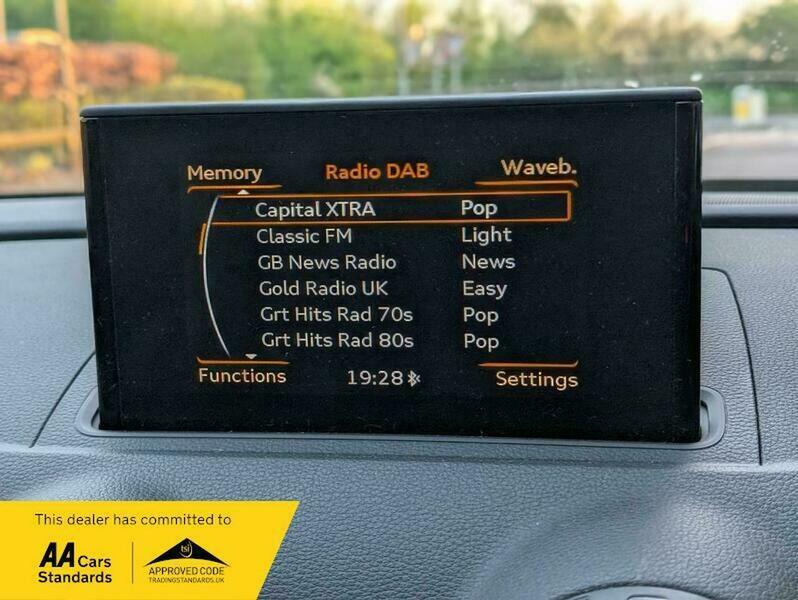 Memory Radio DAB Waveb.
Capital XTRA Pop
Classic FM Light
GB News Radio News
Gold Radio UK Easy
Grt Hits Rad 70s Pop
Grt Hits Rad 80s Pop
Functions 19:28 Settings
This dealer has committed to
AA Cars
Standards
tsi
APPROVED CODE
TRADINGSTANDARDS.UK